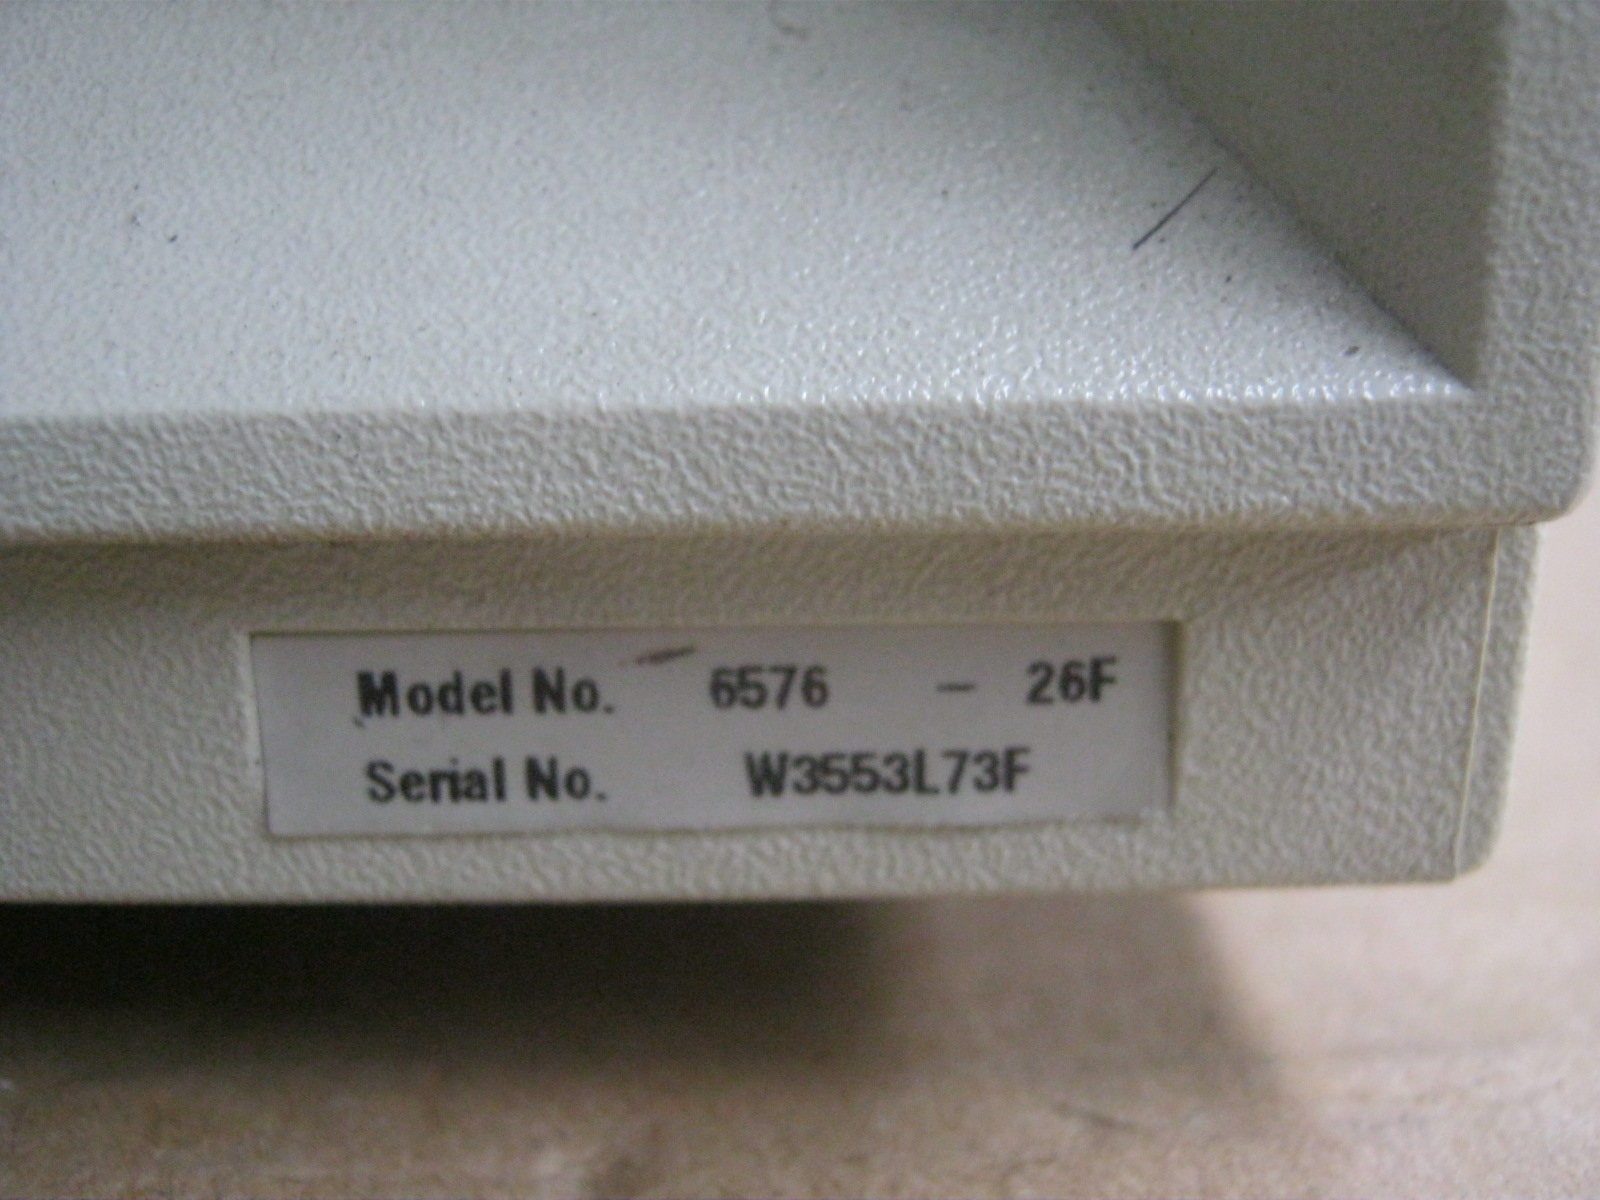 Model No. 6576 - 26F
Serial No. W3553L73F